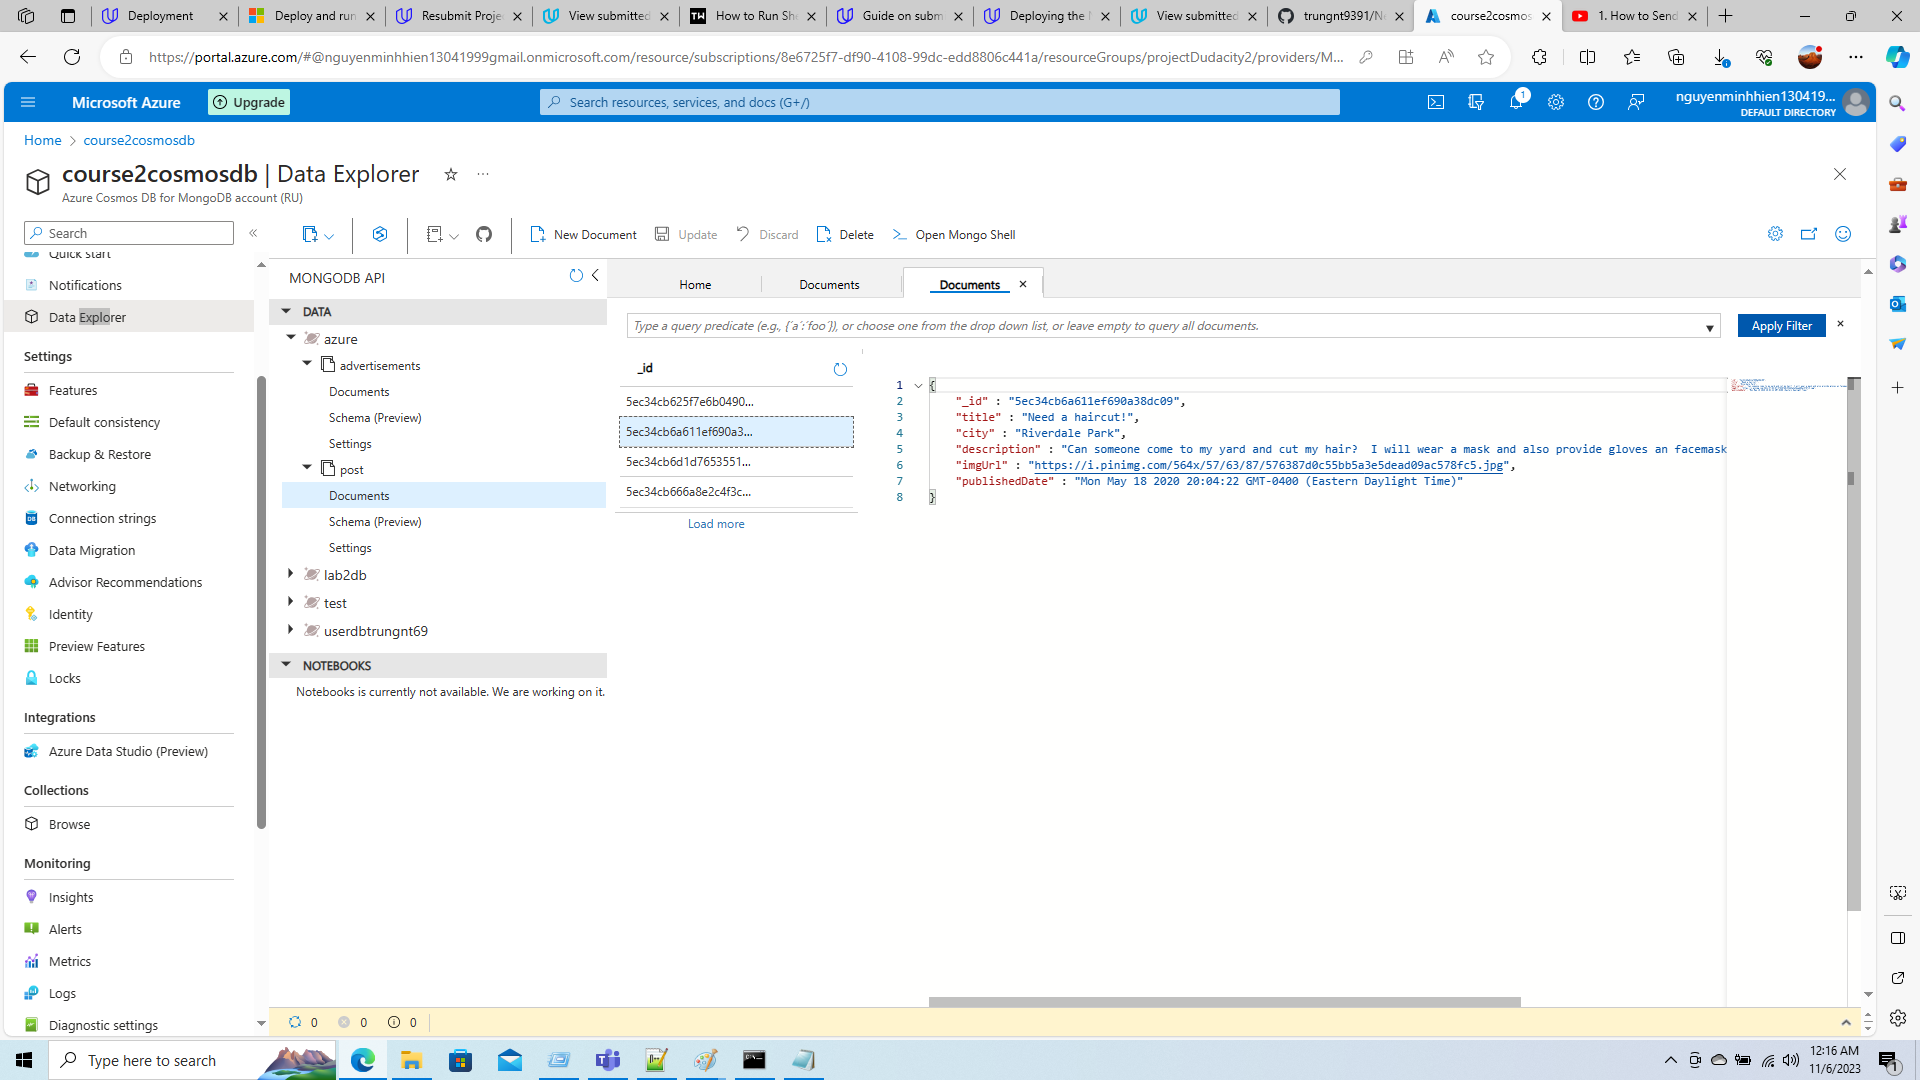 Deployment
Deploy and run
Resubmit Proje
View submitted
How to Run She
Guide on subm
Deploying the
View submitted
trungnt9391/Ne
course2cosmos
1. How to Send
https://portal.azure.com/#@nguyenminhhien13041999gmail.onmicrosoft.com/resource/subscriptions/8e6725f7-df90-4108-99dc-edd8806c441a/resourceGroups/projectDudacity2/providers/M...
Microsoft Azure
Upgrade
Search resources, services, and docs (G+/)
1
nguyenminhhien130419...
DEFAULT DIRECTORY
Home > course2cosmosdb
course2cosmosdb | Data Explorer
...
Azure Cosmos DB for MongoDB account (RU)
Search
New Document
Update
Discard
Delete
Open Mongo Shell
Quick start
Notifications
Data Explorer
Settings
Features
Default consistency
Backup & Restore
Networking
Connection strings
Data Migration
Advisor Recommendations
Identity
Preview Features
Locks
Integrations
Azure Data Studio (Preview)
Collections
Browse
Monitoring
Insights
Alerts
Metrics
Logs
Diagnostic settings
MONGODB API
DATA
azure
advertisements
Documents
Schema (Preview)
Settings
post
Documents
Schema (Preview)
Settings
lab2db
test
userdbtrungnt69
NOTEBOOKS
Notebooks is currently not available. We are working on it.
Home
Documents
Documents
Type a query predicate (e.g., {´a´:´foo´}), or choose one from the drop down list, or leave empty to query all documents.
Apply Filter
_id
5ec34cb625f7e6b0490...
5ec34cb6a611ef690a3...
5ec34cb6d1d7653551...
5ec34cb666a8e2c4f3c...
Load more
1 {
2 "_id" : "5ec34cb6a611ef690a38dc09",
3 "title" : "Need a haircut!",
4 "city" : "Riverdale Park",
5 "description" : "Can someone come to my yard and cut my hair?  I will wear a mask and also provide gloves an facemask
6 "imgUrl" : "https://i.pinimg.com/564x/57/63/87/576387d0c55bb5a3e5dead09ac578fc5.jpg",
7 "publishedDate" : "Mon May 18 2020 20:04:22 GMT-0400 (Eastern Daylight Time)"
8 }
0
0
0
Type here to search
12:16 AM
11/6/2023
1